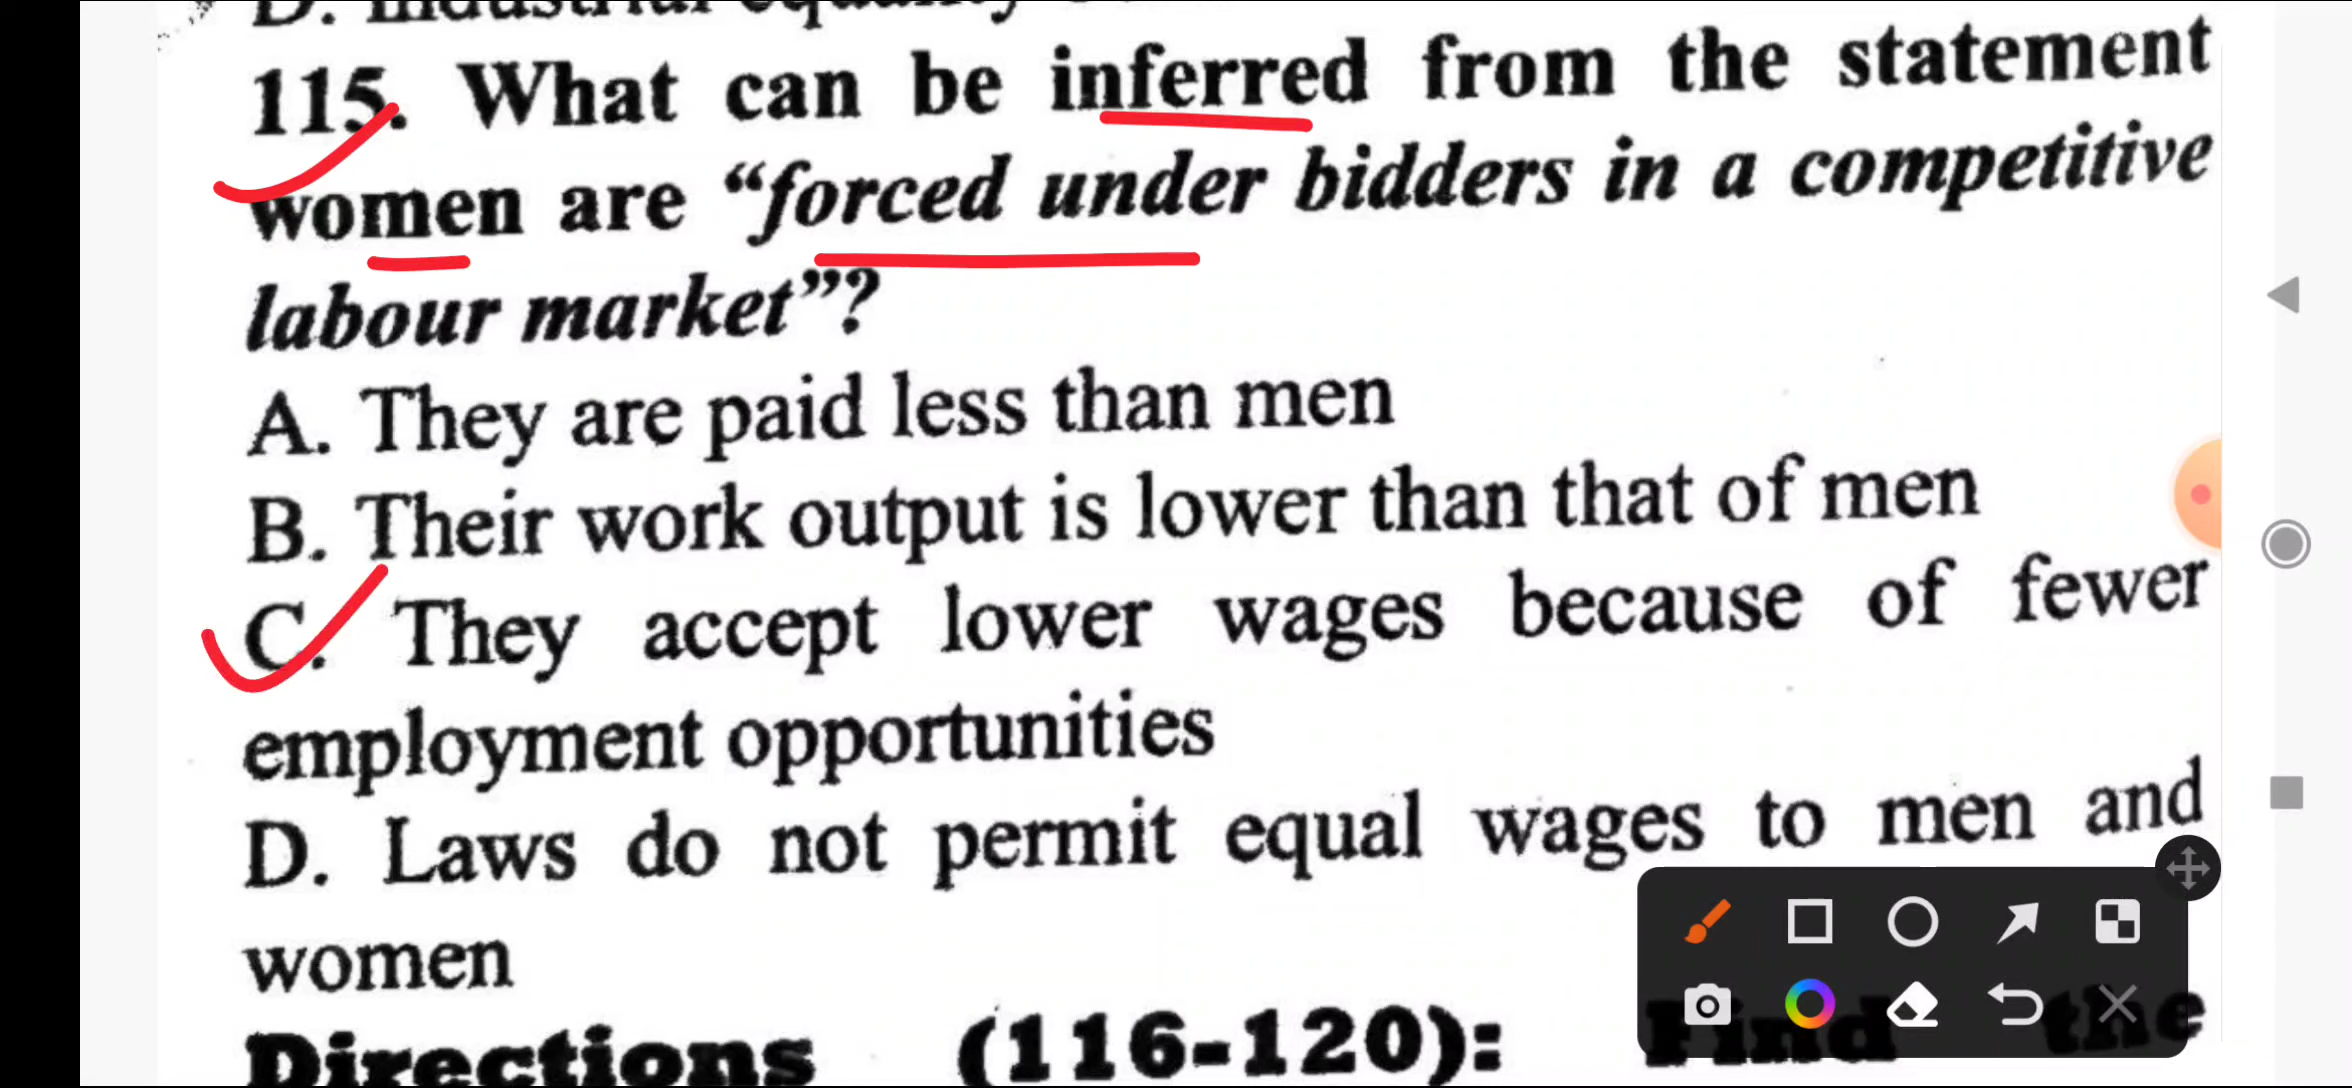 115. What can be inferred from the statement
women are “forced under bidders in a competitive
labour market”?
A. They are paid less than men
B. Their work output is lower than that of men
C. They accept lower wages because of fewer
employment opportunities
D. Laws do not permit equal wages to men and
women
Directions (116-120): Find the